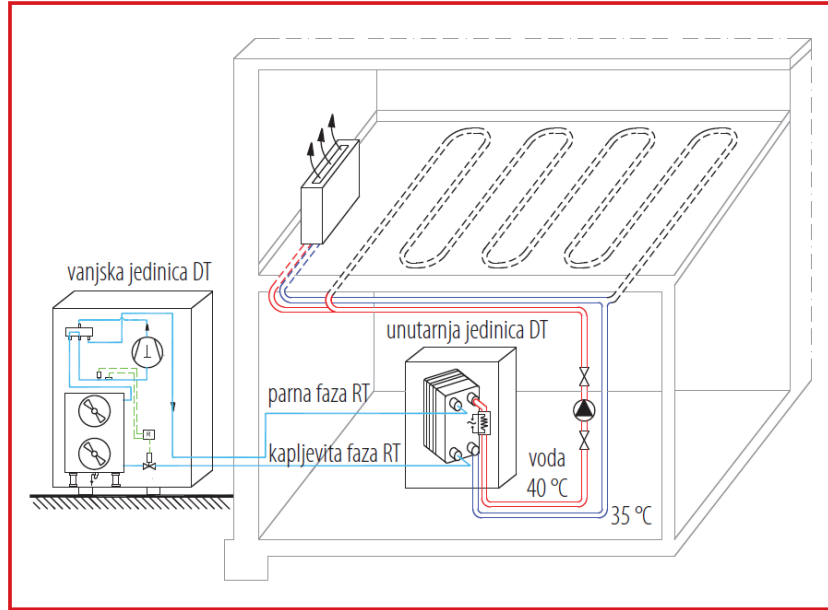 vanjska jedinica DT
unutarnja jedinica DT
parna faza RT
kapljevita faza RT
voda
40 °C
35 °C
M